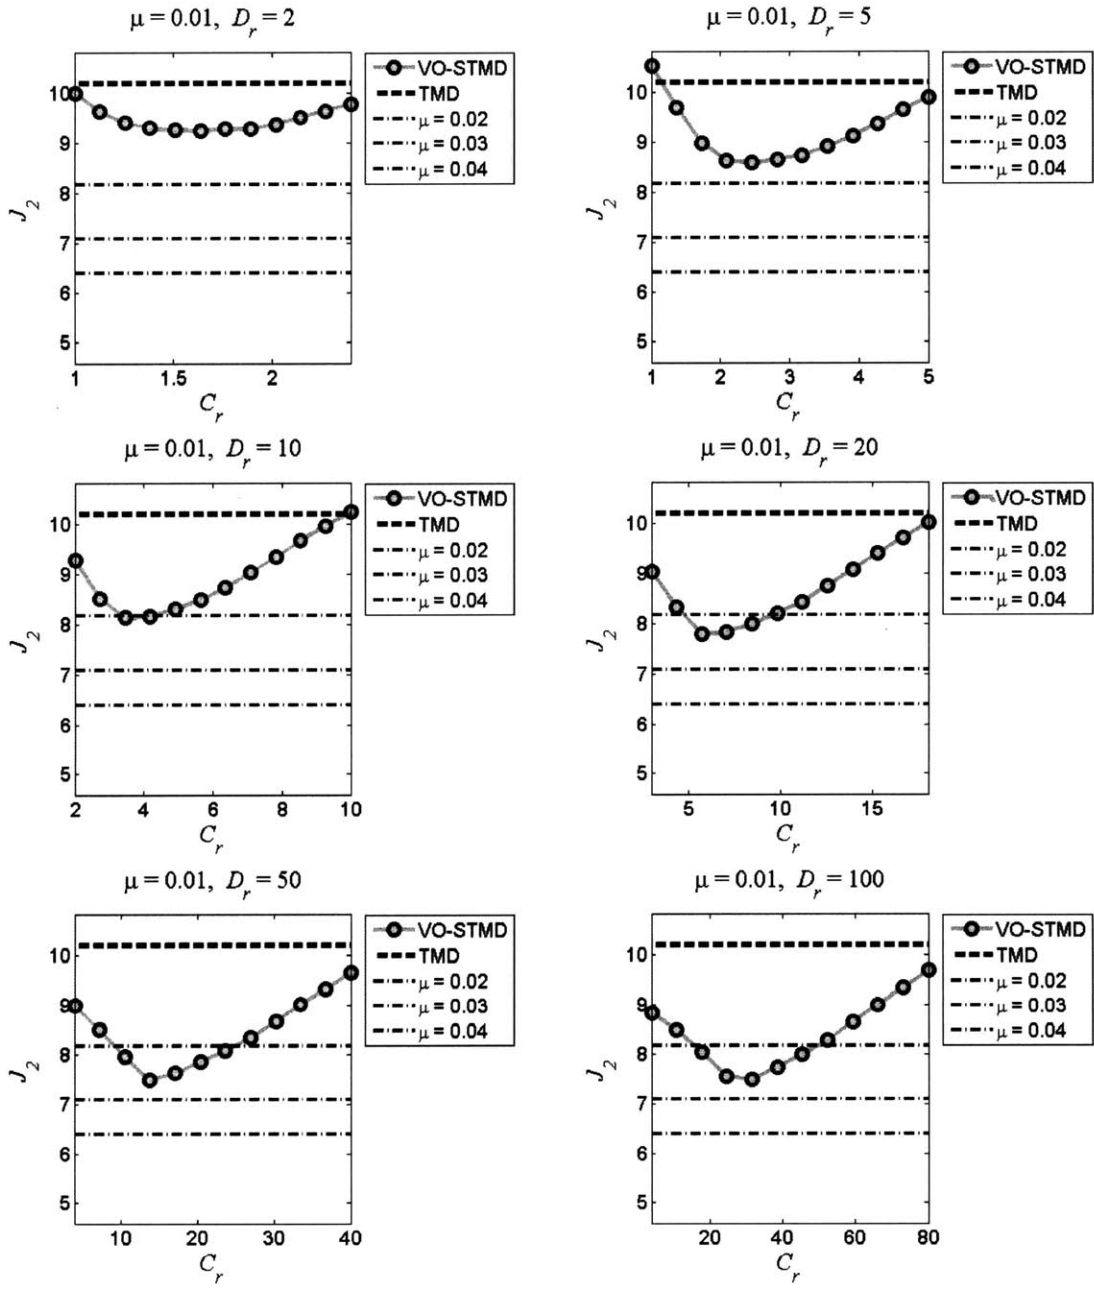 μ = 0.01, D_r = 2
10
9
8
7
6
5
J_2
1 1.5 2
C_r
VO-STMD
TMD
μ = 0.02
μ = 0.03
μ = 0.04
μ = 0.01, D_r = 5
10
9
8
7
6
5
J_2
1 2 3 4 5
C_r
VO-STMD
TMD
μ = 0.02
μ = 0.03
μ = 0.04
μ = 0.01, D_r = 10
10
9
8
7
6
5
J_2
2 4 6 8 10
C_r
VO-STMD
TMD
μ = 0.02
μ = 0.03
μ = 0.04
μ = 0.01, D_r = 20
10
9
8
7
6
5
J_2
5 10 15
C_r
VO-STMD
TMD
μ = 0.02
μ = 0.03
μ = 0.04
μ = 0.01, D_r = 50
10
9
8
7
6
5
J_2
10 20 30 40
C_r
VO-STMD
TMD
μ = 0.02
μ = 0.03
μ = 0.04
μ = 0.01, D_r = 100
10
9
8
7
6
5
J_2
20 40 60 80
C_r
VO-STMD
TMD
μ = 0.02
μ = 0.03
μ = 0.04